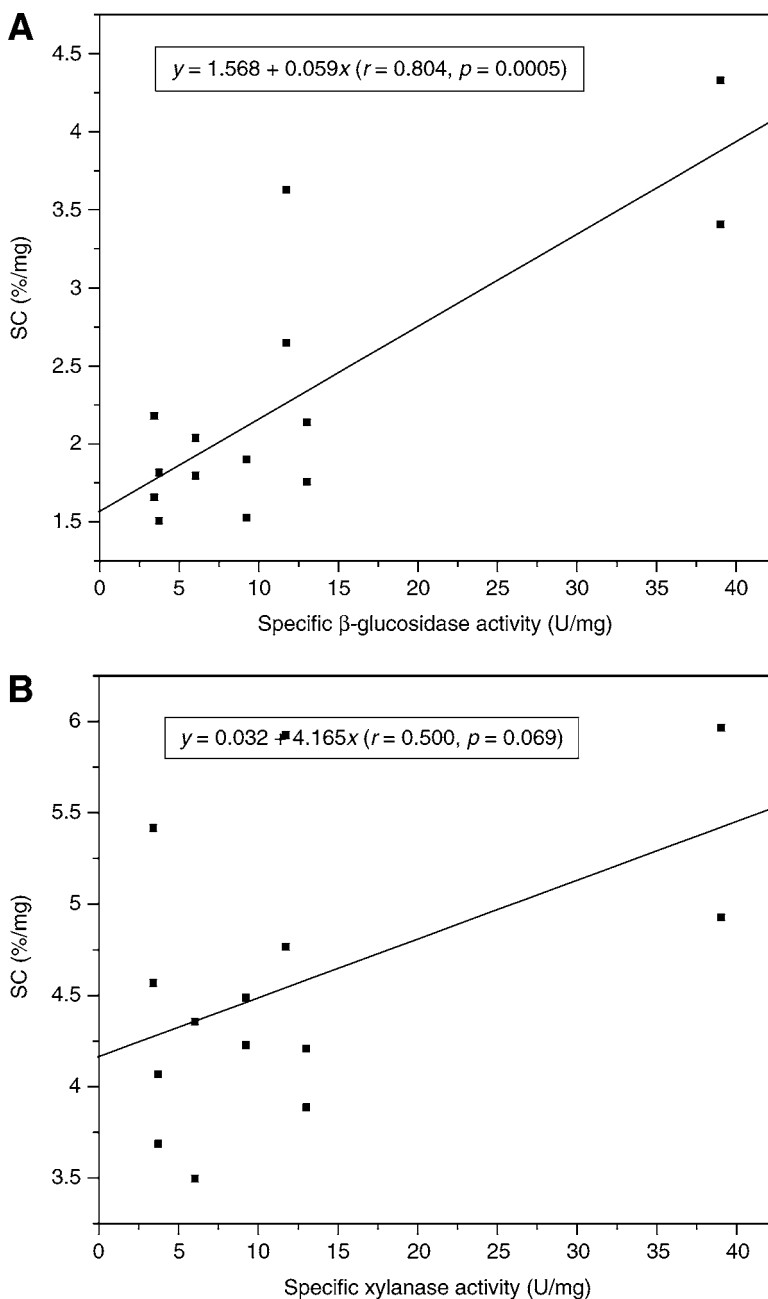 A
y = 1.568 + 0.059x (r = 0.804, p = 0.0005)
4.5
4
3.5
3
2.5
2
1.5
SC (%/mg)
0 5 10 15 20 25 30 35 40
Specific β-glucosidase activity (U/mg)
B
y = 0.032 + 4.165x (r = 0.500, p = 0.069)
6
5.5
5
4.5
4
3.5
SC (%/mg)
0 5 10 15 20 25 30 35 40
Specific xylanase activity (U/mg)